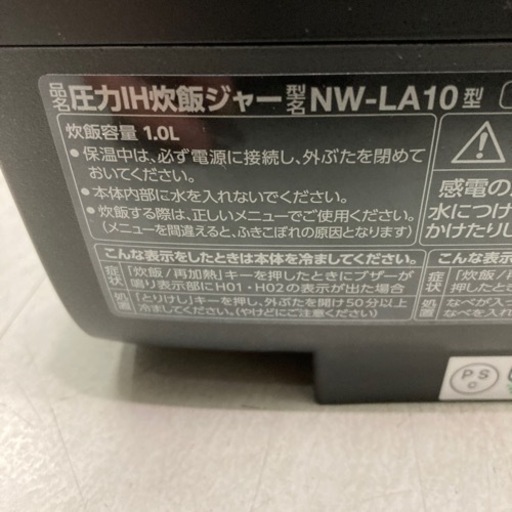 品名 圧力IH炊飯ジャー 型名 NW-LA10型
炊飯容量 1.0L
•保温中は、必ず電源に接続し、外ぶたを閉めて
おいてください。
•本体内部に水を入れないでください。
•炊飯する際は、正しいメニューでご使用ください。
(メニューを間違えると、ふきこぼれの原因となります)
こんな表示をしたときは本体を冷ましてください。
症状 「炊飯/再加熱」キーを押したときにブザーが
鳴り表示部にH01・H02の表示が出た場合
処置 「とりけし」キーを押し、外ぶたを開け50分以上
冷ましてください。(やけどにご注意ください)
感電の
水につけ
かけたりし
こんな表示
症状 「炊飯/
押したとき
処置 なべが入っ
なべを入れ
PS
C